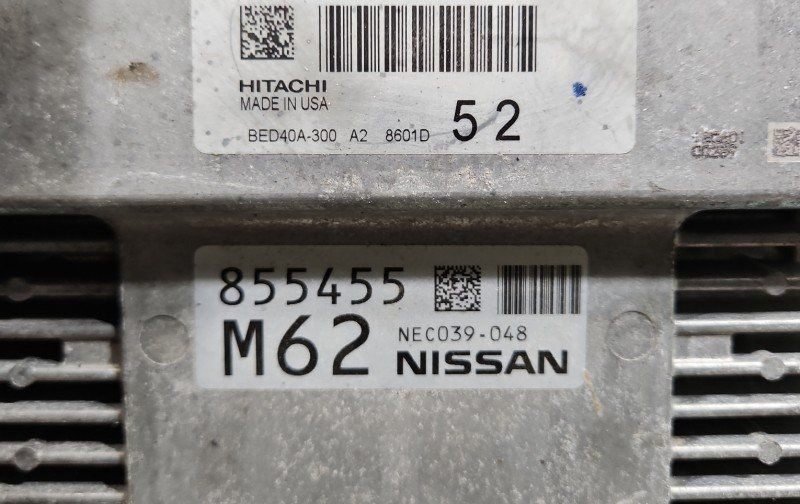 HITACHI
MADE IN USA
BED40A-300 A2 8601D 52
855455
M62 NEC039-048
NISSAN